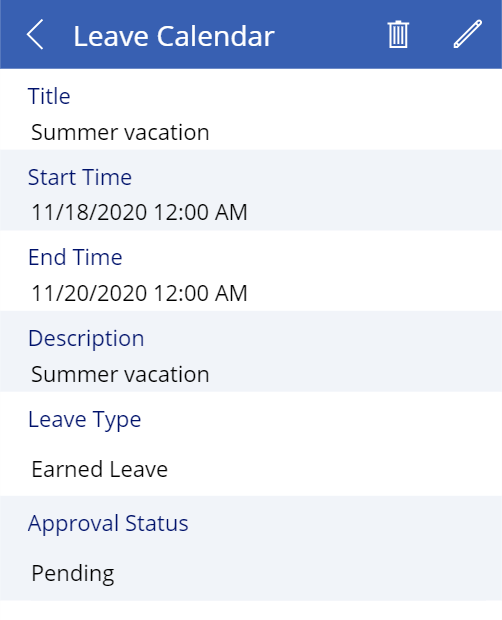 Leave Calendar
Title
Summer vacation
Start Time
11/18/2020 12:00 AM
End Time
11/20/2020 12:00 AM
Description
Summer vacation
Leave Type
Earned Leave
Approval Status
Pending